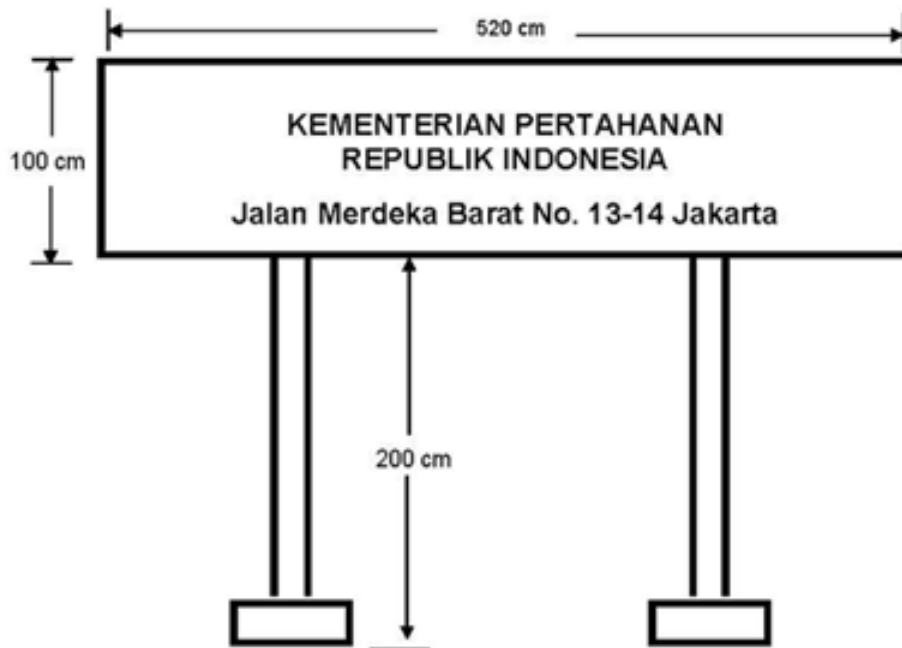 520 cm
100 cm
KEMENTERIAN PERTAHANAN
REPUBLIK INDONESIA
Jalan Merdeka Barat No. 13-14 Jakarta
200 cm